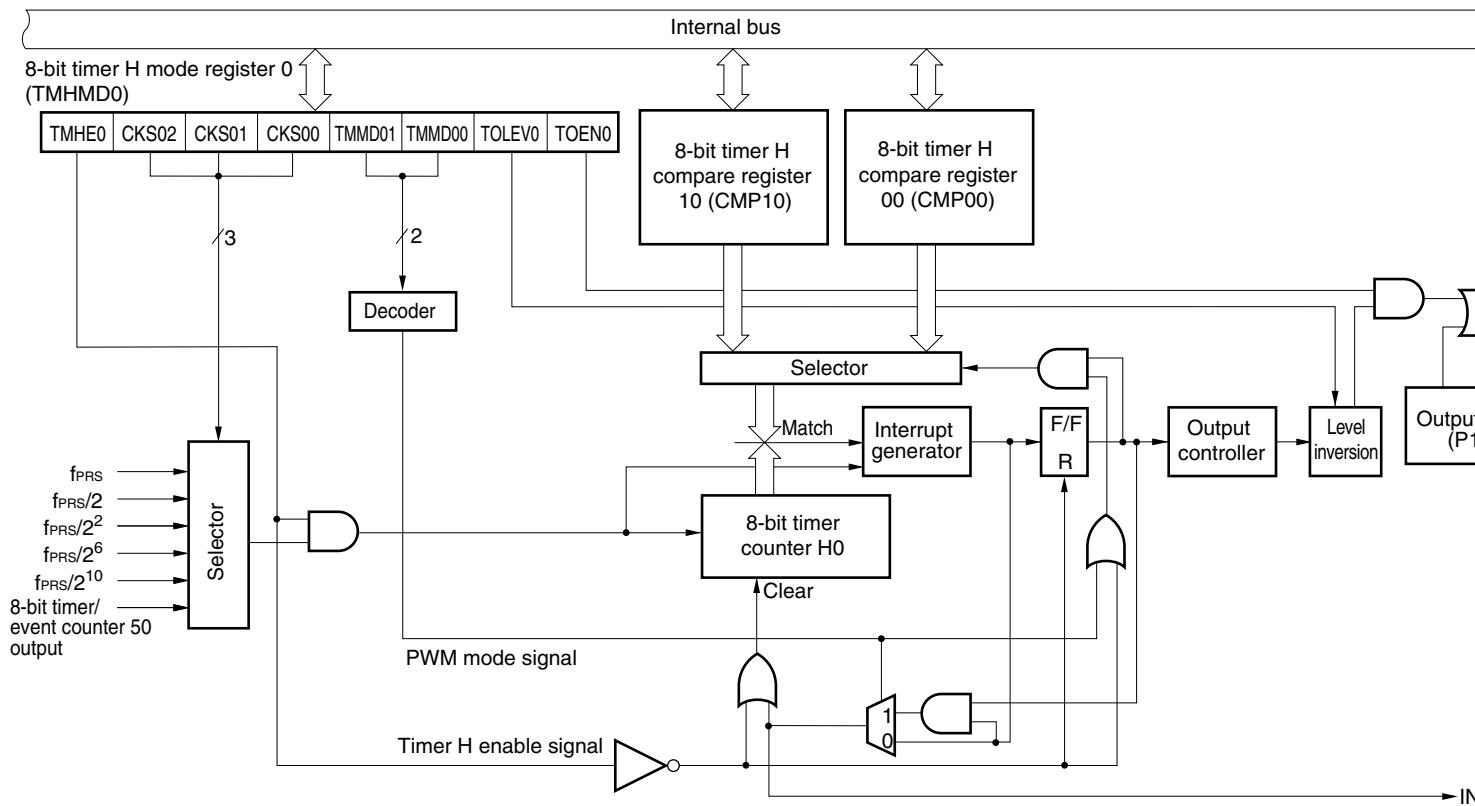 Internal bus
8-bit timer H mode register 0
(TMHMD0)
TMHE0 CKS02 CKS01 CKS00 TMMD01 TMMD00 TOLEV0 TOEN0
8-bit timer H
compare register
10 (CMP10)
8-bit timer H
compare register
00 (CMP00)
3
2
Decoder
Selector
Match
Interrupt
generator
F/F
R
Output
controller
Level
inversion
Output
(P1
fPRS
fPRS/2
fPRS/2²
fPRS/2⁶
fPRS/2¹⁰
8-bit timer/
event counter 50
output
Selector
8-bit timer
counter H0
Clear
PWM mode signal
1
0
Timer H enable signal
IN